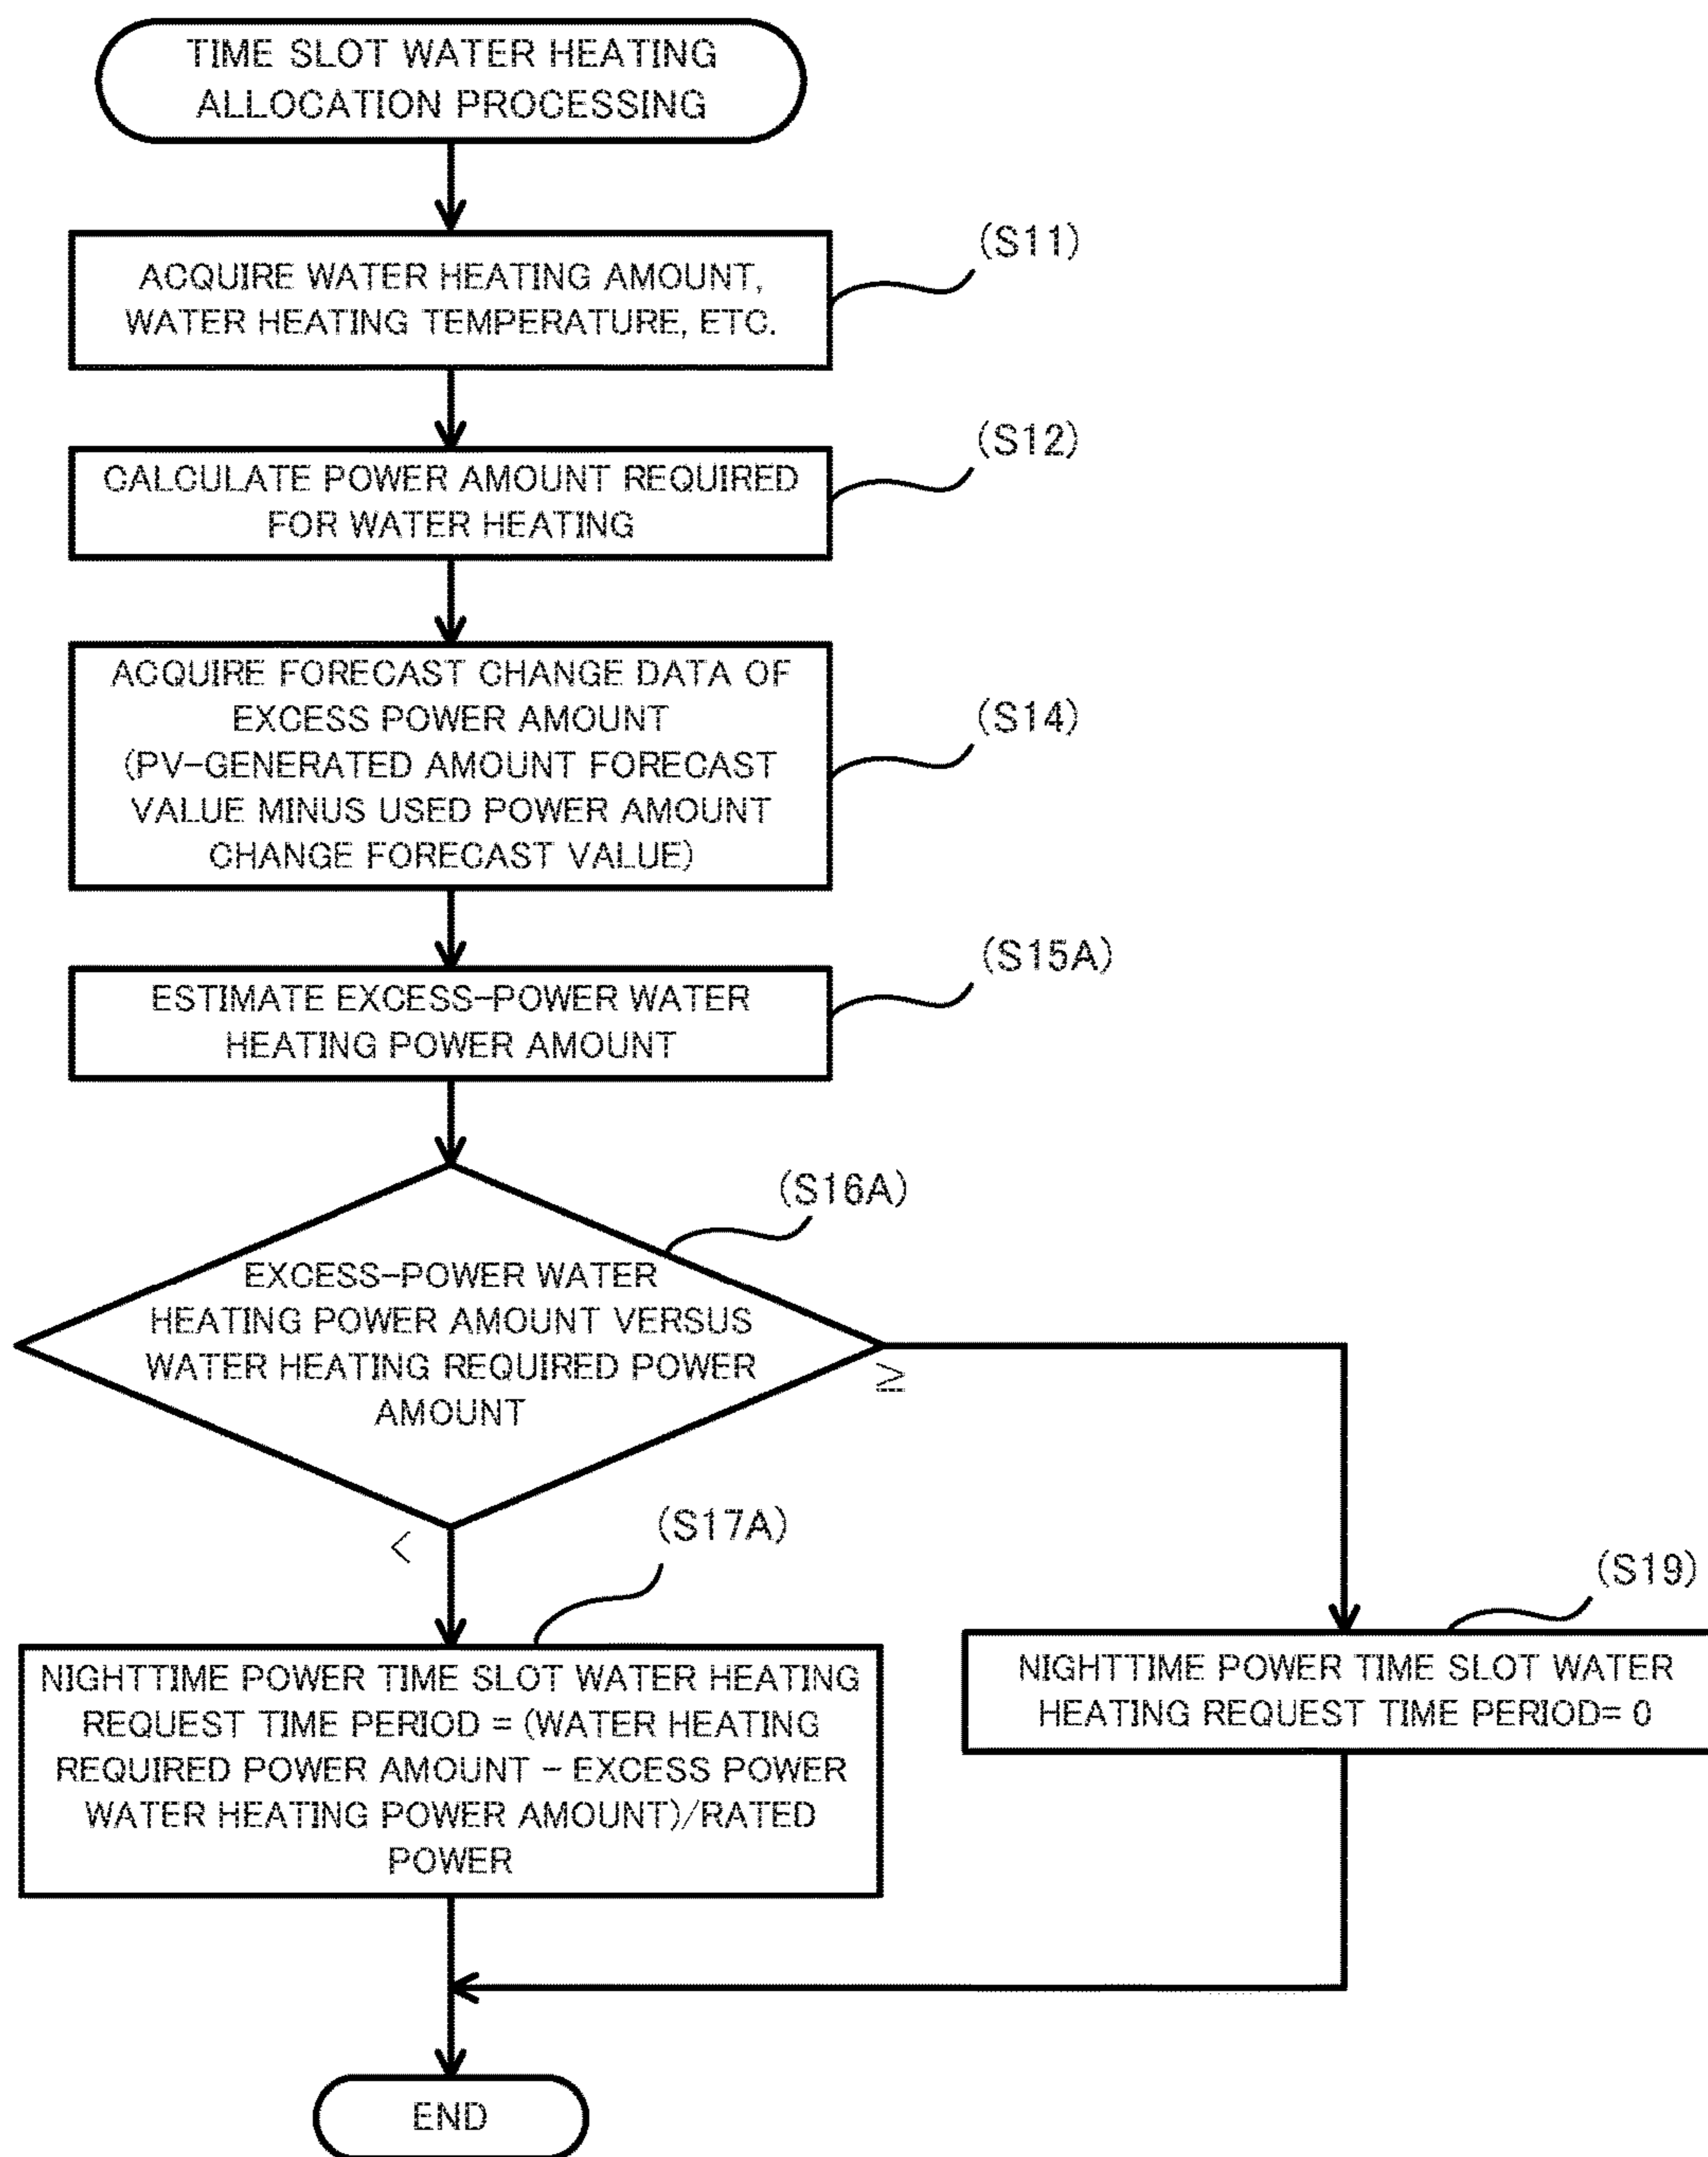 TIME SLOT WATER HEATING
ALLOCATION PROCESSING
(S11)
ACQUIRE WATER HEATING AMOUNT,
WATER HEATING TEMPERATURE, ETC.
(S12)
CALCULATE POWER AMOUNT REQUIRED
FOR WATER HEATING
(S14)
ACQUIRE FORECAST CHANGE DATA OF
EXCESS POWER AMOUNT
(PV-GENERATED AMOUNT FORECAST
VALUE MINUS USED POWER AMOUNT
CHANGE FORECAST VALUE)
(S15A)
ESTIMATE EXCESS-POWER WATER
HEATING POWER AMOUNT
(S16A)
EXCESS-POWER WATER
HEATING POWER AMOUNT VERSUS
WATER HEATING REQUIRED POWER
AMOUNT
≥
<
(S17A)
NIGHTTIME POWER TIME SLOT WATER HEATING
REQUEST TIME PERIOD = (WATER HEATING
REQUIRED POWER AMOUNT - EXCESS POWER
WATER HEATING POWER AMOUNT)/RATED
POWER
(S19)
NIGHTTIME POWER TIME SLOT WATER
HEATING REQUEST TIME PERIOD= 0
END